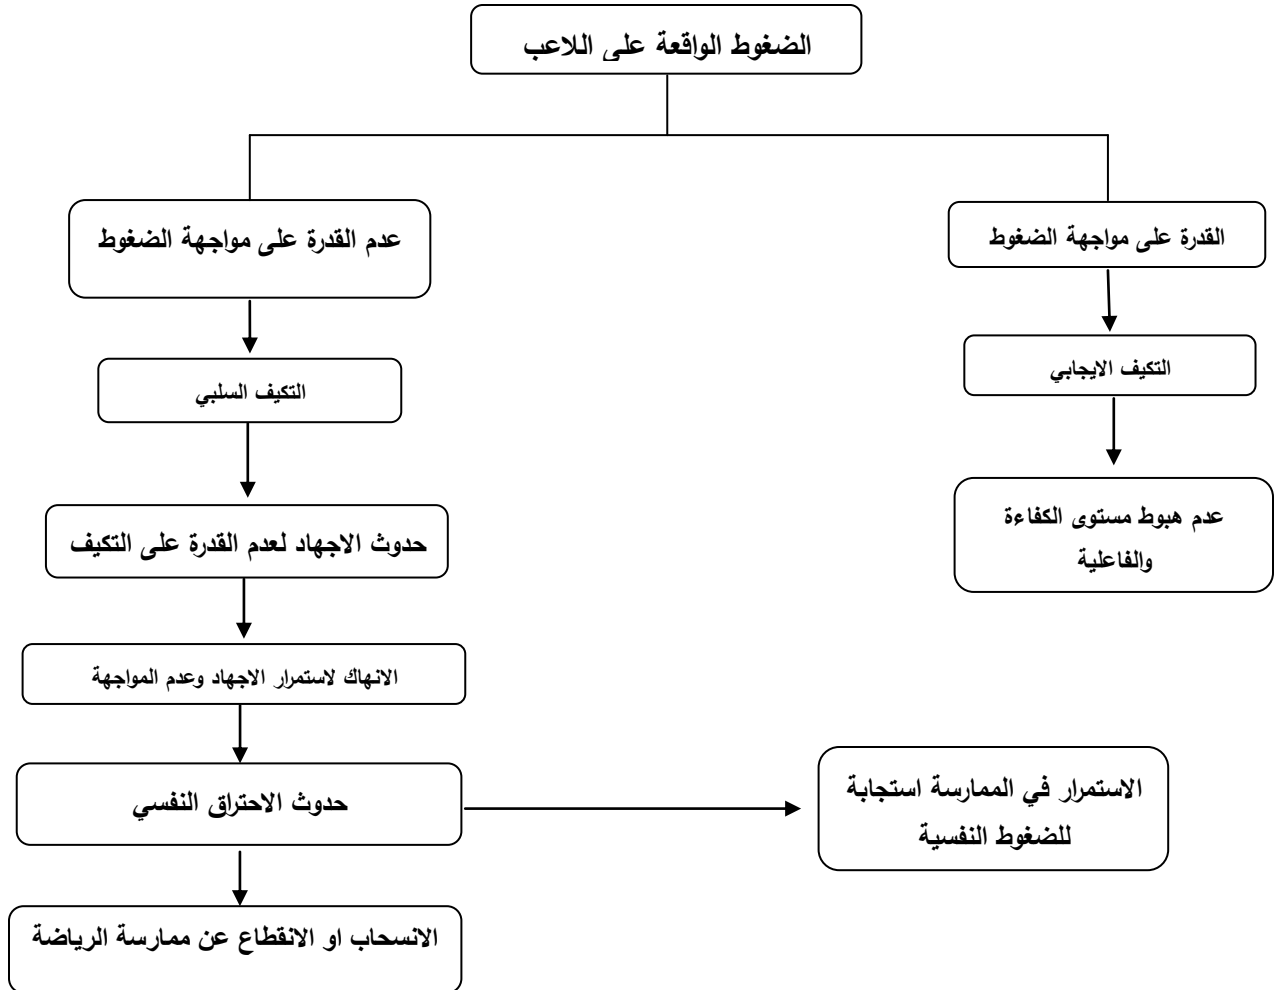 الضغوط الواقعة على اللاعب
القدرة على مواجهة الضغوط
عدم القدرة على مواجهة الضغوط
التكيف الايجابي
التكيف السلبي
عدم هبوط مستوى الكفاءة
والفاعلية
حدوث الاجهاد لعدم القدرة على التكيف
الانهاك لاستمرار الاجهاد وعدم المواجهة
حدوث الاحتراق النفسي
الاستمرار في الممارسة استجابة
للضغوط النفسية
الانسحاب او الانقطاع عن ممارسة الرياضة